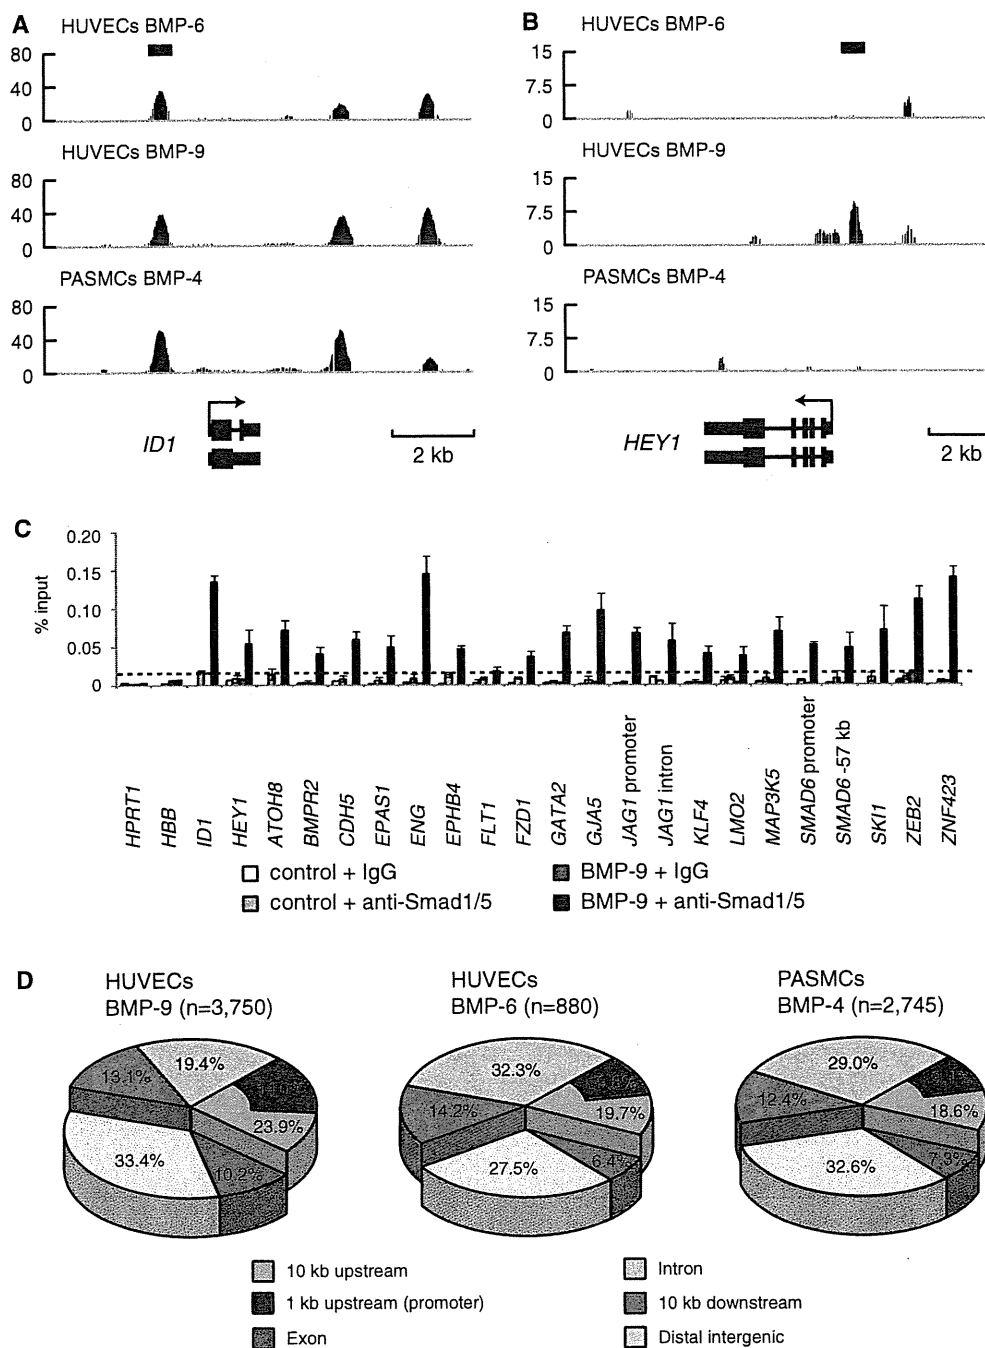 A
HUVECs BMP-6
80
40
0
HUVECs BMP-9
80
40
0
PASMCs BMP-4
80
40
0
ID1
2 kb
B
HUVECs BMP-6
15
7.5
0
HUVECs BMP-9
15
7.5
0
PASMCs BMP-4
15
7.5
0
HEY1
2 kb
C
% input
0.20
0.15
0.10
0.05
0
HPRT1
HBB
ID1
HEY1
ATOH8
BMPR2
CDH5
EPAS1
ENG
EPHB4
FLT1
FZD1
GATA2
GJA5
JAG1 promoter
JAG1 intron
KLF4
LMO2
MAP3K5
SMAD6 promoter
SMAD6 -57 kb
SKI1
ZEB2
ZNF423
control + IgG
control + anti-Smad1/5
BMP-9 + IgG
BMP-9 + anti-Smad1/5
D
HUVECs
BMP-9 (n=3,750)
19.4%
13.1%
23.9%
33.4%
10.2%
HUVECs
BMP-6 (n=880)
32.3%
14.2%
19.7%
27.5%
6.4%
PASMCs
BMP-4 (n=2,745)
29.0%
12.4%
18.6%
32.6%
7.3%
10 kb upstream
1 kb upstream (promoter)
Exon
Intron
10 kb downstream
Distal intergenic